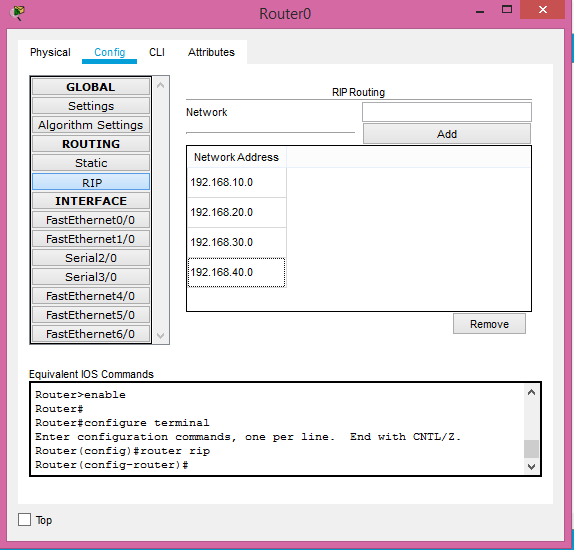 Router0
Physical Config CLI Attributes
GLOBAL
Settings
Algorithm Settings
ROUTING
Static
RIP
INTERFACE
FastEthernet0/0
FastEthernet1/0
Serial2/0
Serial3/0
FastEthernet4/0
FastEthernet5/0
FastEthernet6/0
RIP Routing
Network
Add
Network Address
192.168.10.0
192.168.20.0
192.168.30.0
192.168.40.0
Remove
Equivalent IOS Commands
Router>enable
Router#
Router#configure terminal
Enter configuration commands, one per line.  End with CNTL/Z.
Router(config)#router rip
Router(config-router)#
Top